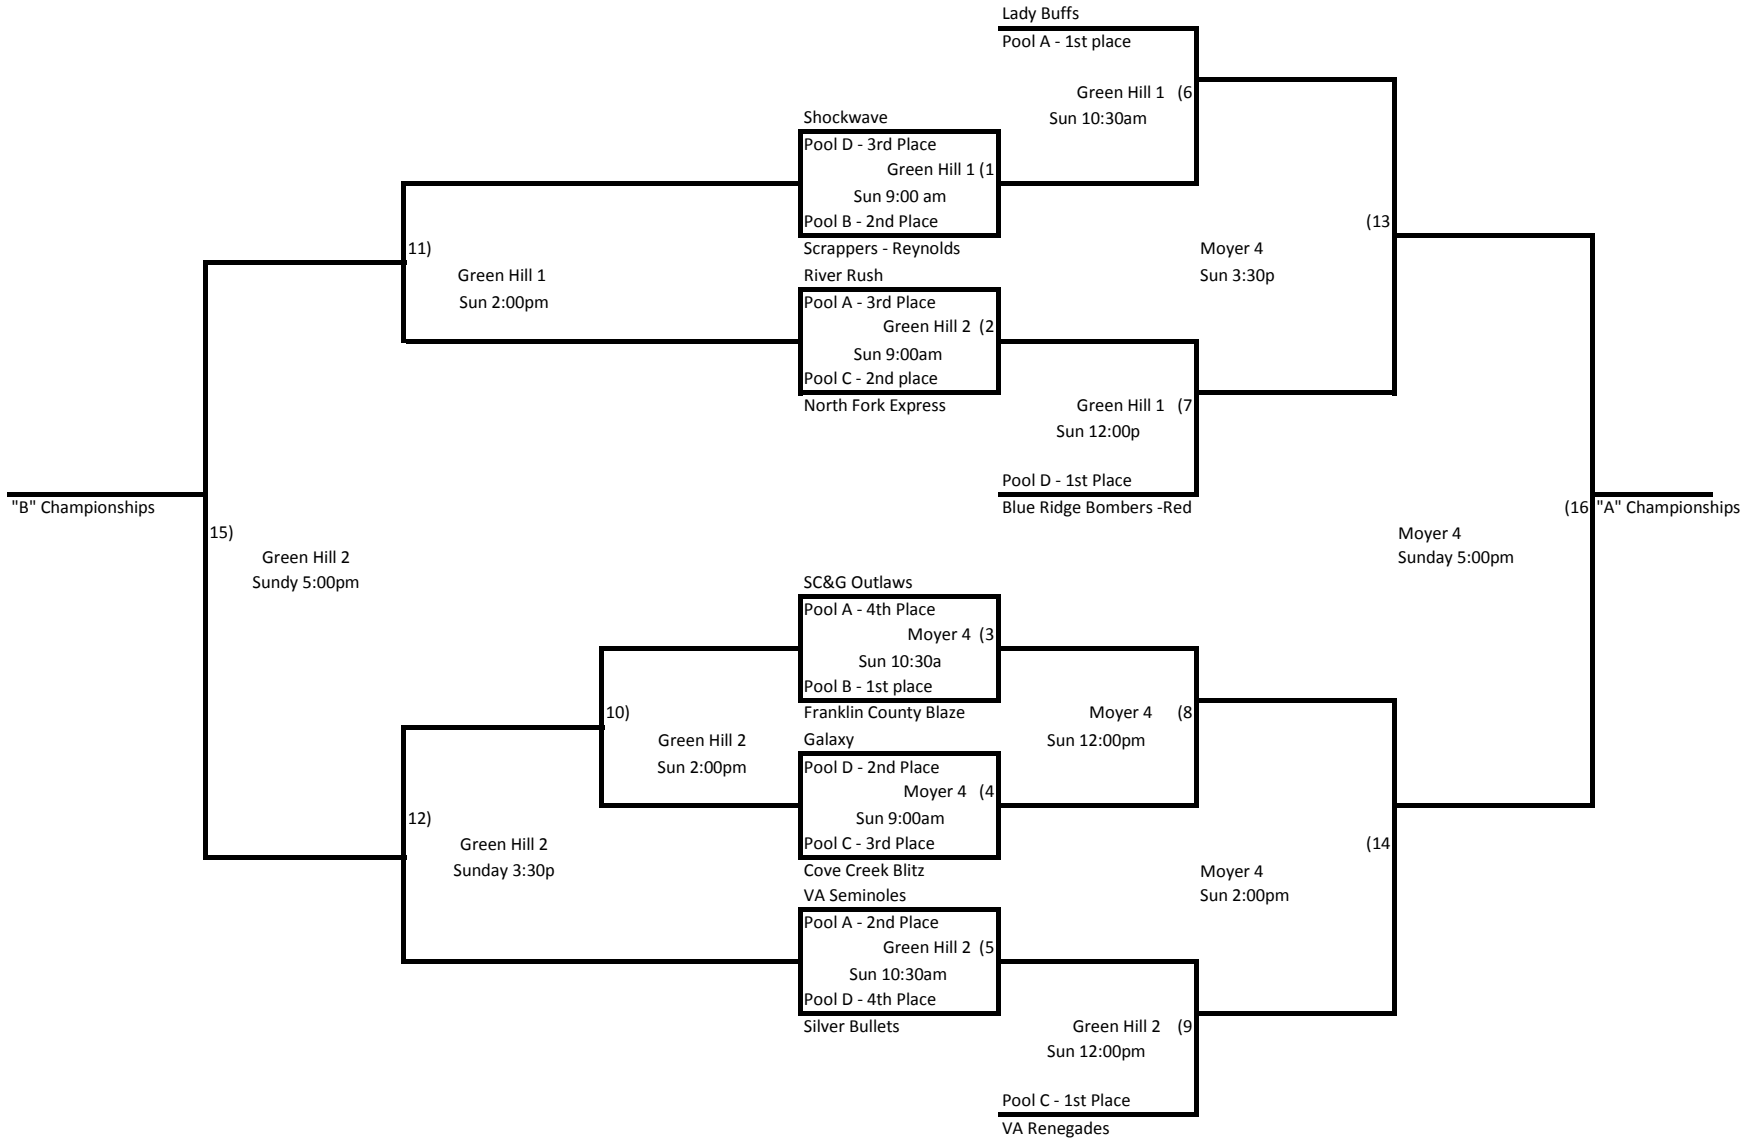 Lady Buffs
Pool A - 1st place
Green Hill 1 (6
Sun 10:30am
Shockwave
Pool D - 3rd Place
Green Hill 1 (1
Sun 9:00 am
Pool B - 2nd Place
Scrappers - Reynolds
(13
11)
Moyer 4
Sun 3:30p
Green Hill 1
Sun 2:00pm
River Rush
Pool A - 3rd Place
Green Hill 2 (2
Sun 9:00am
Pool C - 2nd place
North Fork Express
Green Hill 1 (7
Sun 12:00p
Pool D - 1st Place
Blue Ridge Bombers -Red
"B" Championships
(16 "A" Championships
15)
Green Hill 2
Sundy 5:00pm
Moyer 4
Sunday 5:00pm
SC&G Outlaws
Pool A - 4th Place
Moyer 4 (3
Sun 10:30a
Pool B - 1st place
Franklin County Blaze
10)
Green Hill 2
Sun 2:00pm
Moyer 4 (8
Sun 12:00pm
Galaxy
Pool D - 2nd Place
Moyer 4 (4
Sun 9:00am
Pool C - 3rd Place
Cove Creek Blitz
12)
Green Hill 2
Sunday 3:30p
(14
Moyer 4
Sun 2:00pm
VA Seminoles
Pool A - 2nd Place
Green Hill 2 (5
Sun 10:30am
Pool D - 4th Place
Silver Bullets
Green Hill 2 (9
Sun 12:00pm
Pool C - 1st Place
VA Renegades